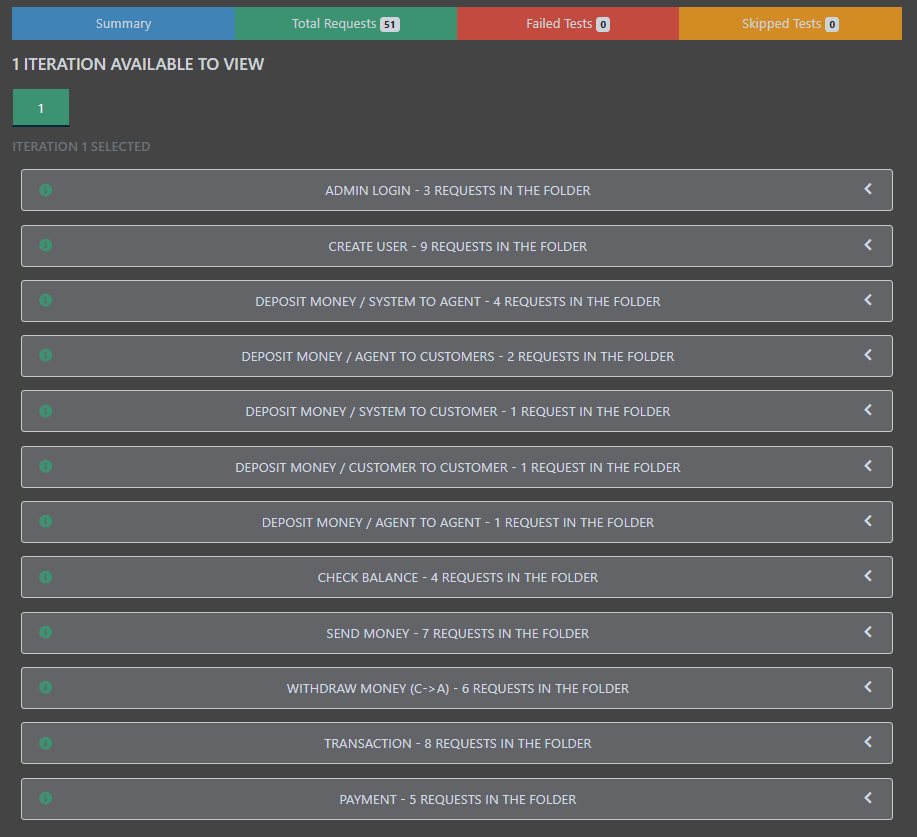 Summary
Total Requests 51
Failed Tests 0
Skipped Tests 0
1 ITERATION AVAILABLE TO VIEW
1
ITERATION 1 SELECTED
ADMIN LOGIN - 3 REQUESTS IN THE FOLDER
CREATE USER - 9 REQUESTS IN THE FOLDER
DEPOSIT MONEY / SYSTEM TO AGENT - 4 REQUESTS IN THE FOLDER
DEPOSIT MONEY / AGENT TO CUSTOMERS - 2 REQUESTS IN THE FOLDER
DEPOSIT MONEY / SYSTEM TO CUSTOMER - 1 REQUEST IN THE FOLDER
DEPOSIT MONEY / CUSTOMER TO CUSTOMER - 1 REQUEST IN THE FOLDER
DEPOSIT MONEY / AGENT TO AGENT - 1 REQUEST IN THE FOLDER
CHECK BALANCE - 4 REQUESTS IN THE FOLDER
SEND MONEY - 7 REQUESTS IN THE FOLDER
WITHDRAW MONEY (C->A) - 6 REQUESTS IN THE FOLDER
TRANSACTION - 8 REQUESTS IN THE FOLDER
PAYMENT - 5 REQUESTS IN THE FOLDER